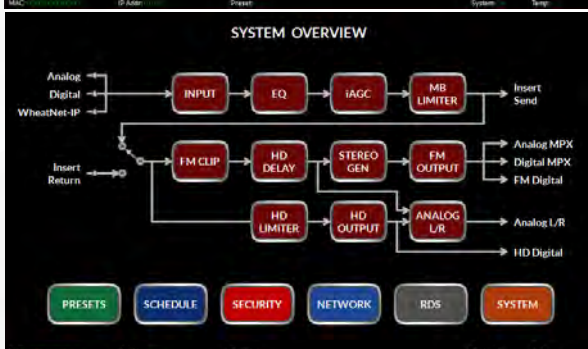 MAC:
IP Addr:
Preset:
System:
Temp:
SYSTEM OVERVIEW
Analog
Digital
WheatNet-IP
INPUT
EQ
iAGC
MB
LIMITER
Insert
Send
Insert
Return
FM CLIP
HD
DELAY
STEREO
GEN
FM
OUTPUT
Analog MPX
Digital MPX
FM Digital
HD
LIMITER
HD
OUTPUT
ANALOG
L/R
Analog L/R
HD Digital
PRESETS
SCHEDULE
SECURITY
NETWORK
RDS
SYSTEM